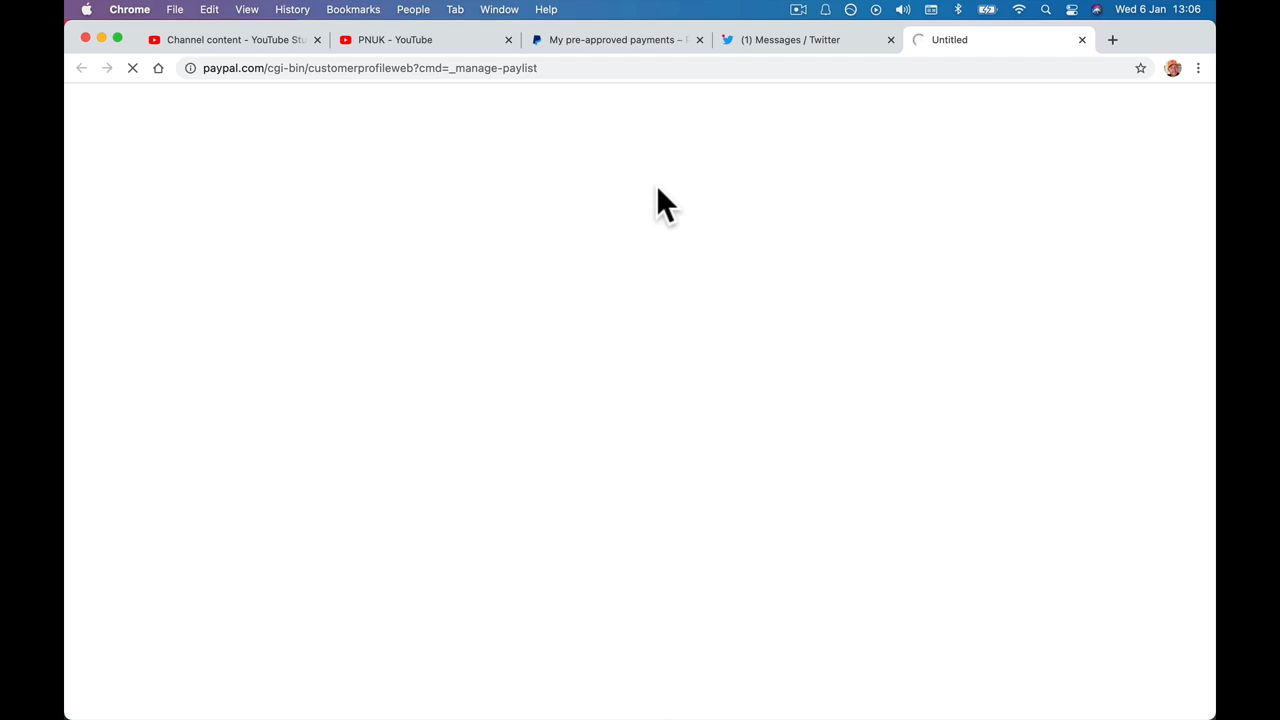 Chrome File Edit View History Bookmarks People Tab Window Help Wed 6 Jan 13:06
Channel content - YouTube Stu PNUK - YouTube My pre-approved payments – (1) Messages / Twitter Untitled
paypal.com/cgi-bin/customerprofileweb?cmd=_manage-paylist